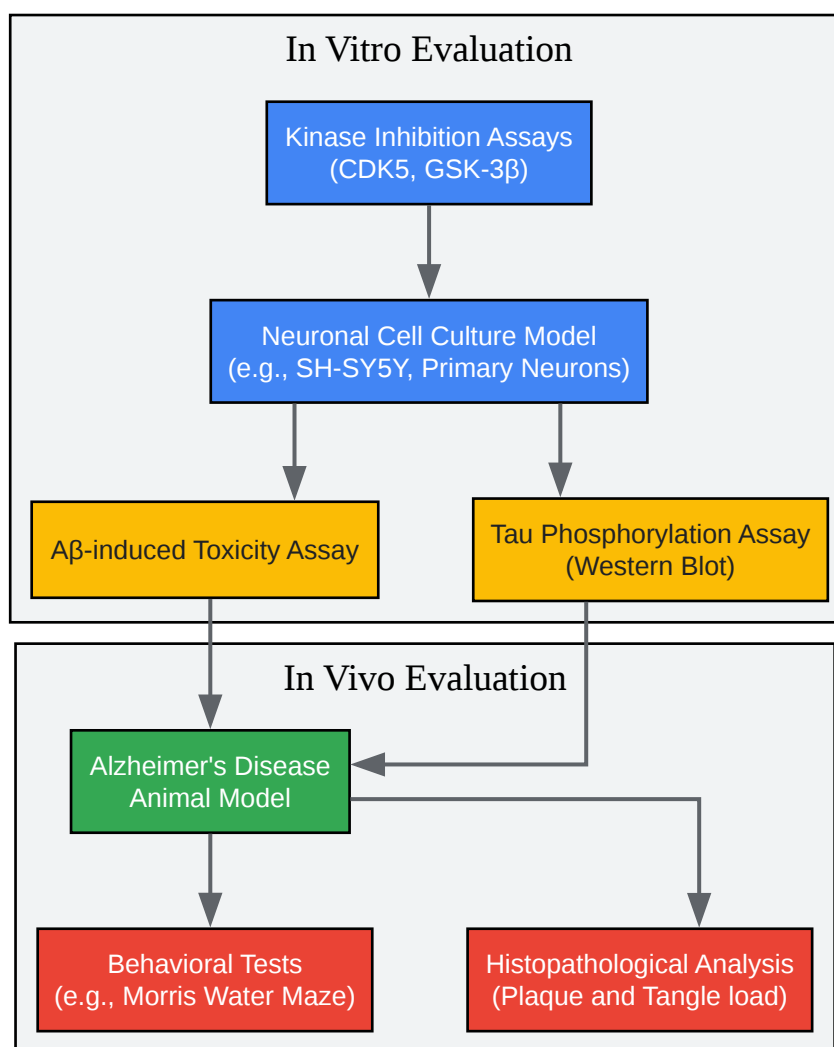 In Vitro Evaluation
Kinase Inhibition Assays
(CDK5, GSK-3β)
Neuronal Cell Culture Model
(e.g., SH-SY5Y, Primary Neurons)
Aβ-induced Toxicity Assay
Tau Phosphorylation Assay
(Western Blot)
In Vivo Evaluation
Alzheimer's Disease
Animal Model
Behavioral Tests
(e.g., Morris Water Maze)
Histopathological Analysis
(Plaque and Tangle load)